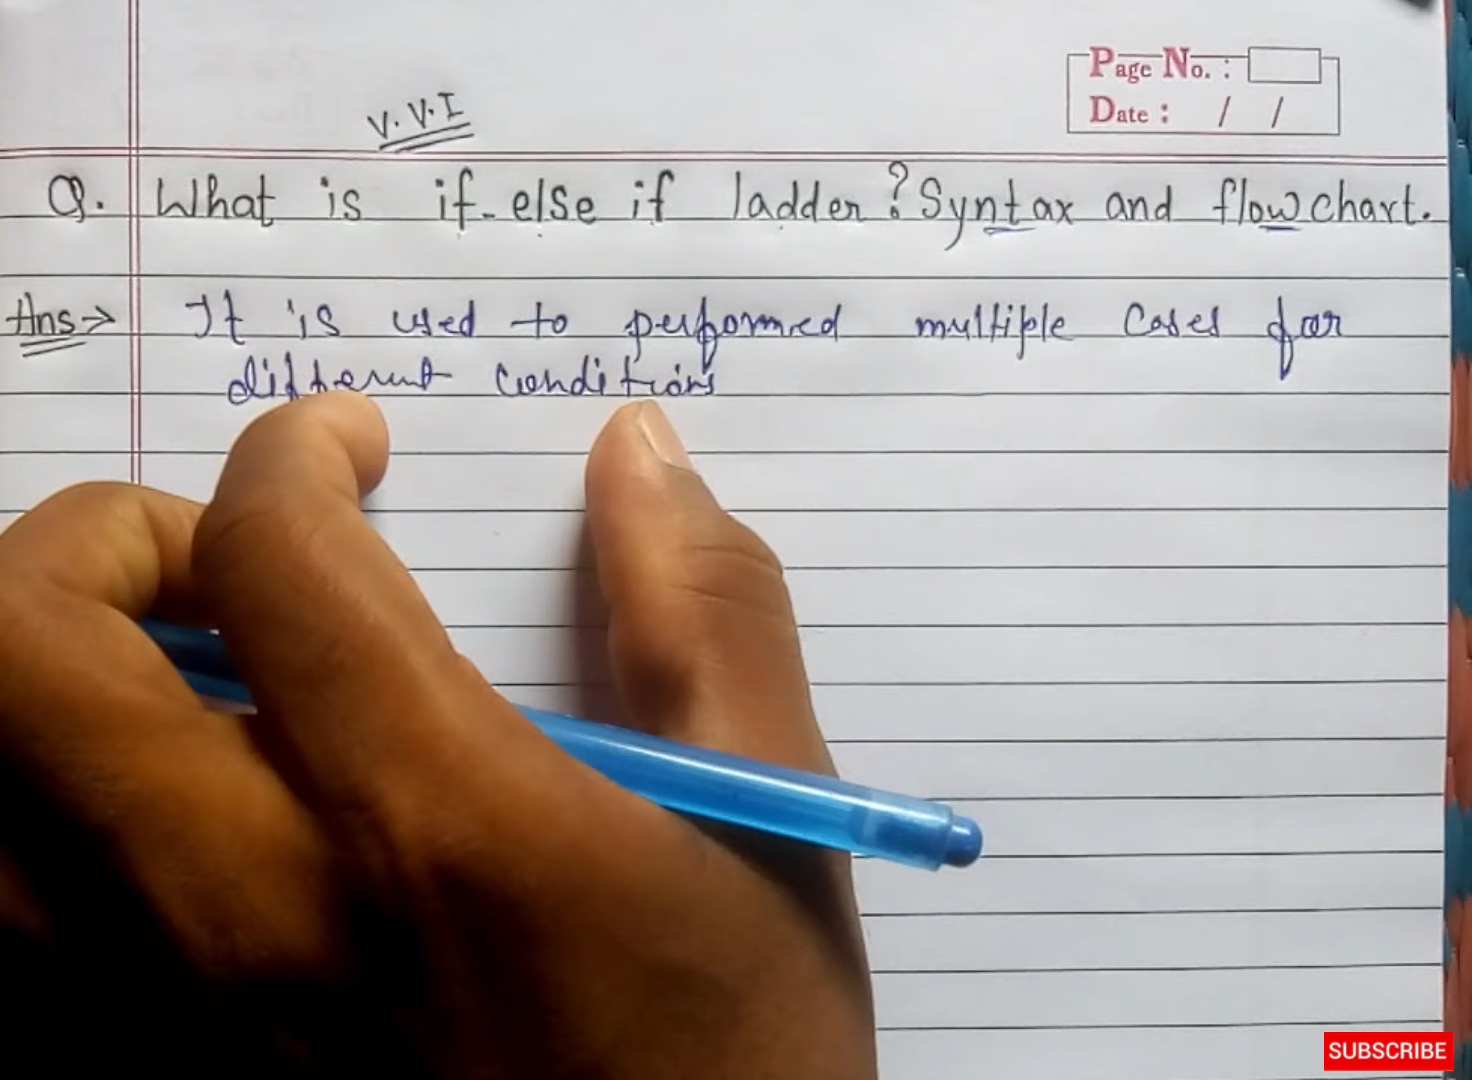 Page No. :
Date : / /
V.V.I
Q. What is if-else if ladder? Syntax and flowchart.
Ans→ It is used to performed multiple cases for
different conditions
SUBSCRIBE